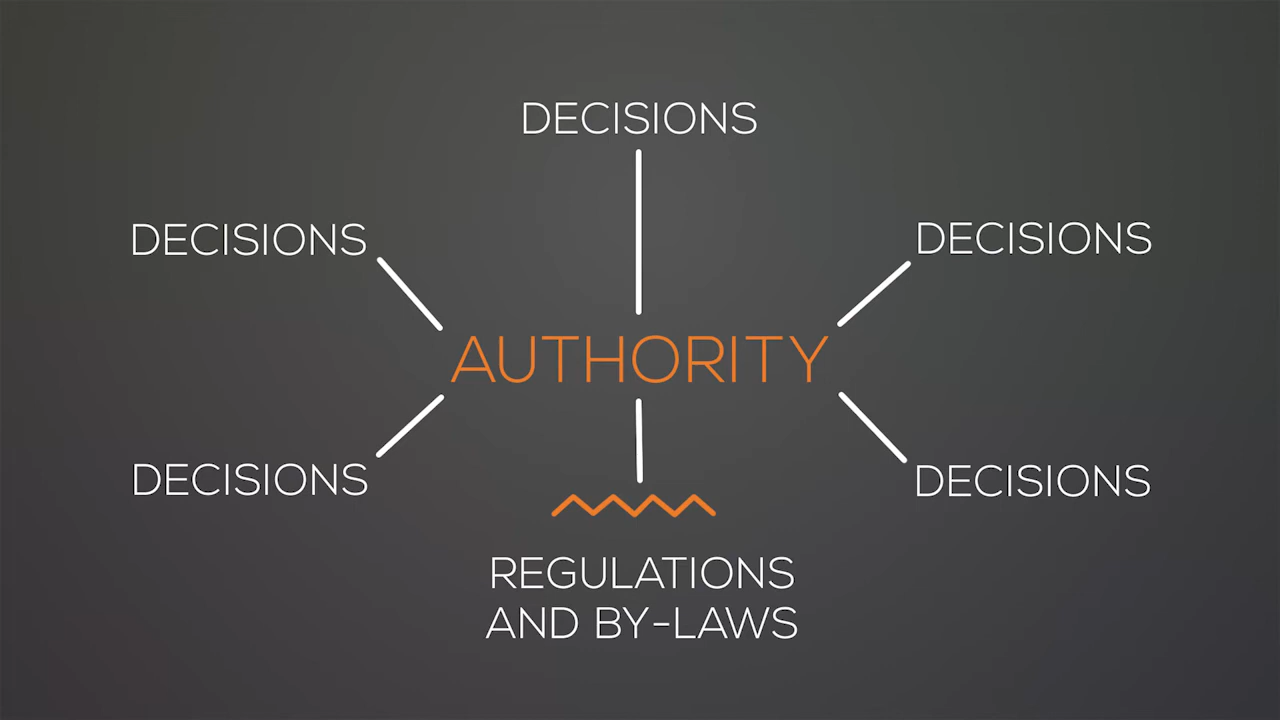 DECISIONS
DECISIONS
DECISIONS
AUTHORITY
DECISIONS
DECISIONS
REGULATIONS
AND BY-LAWS